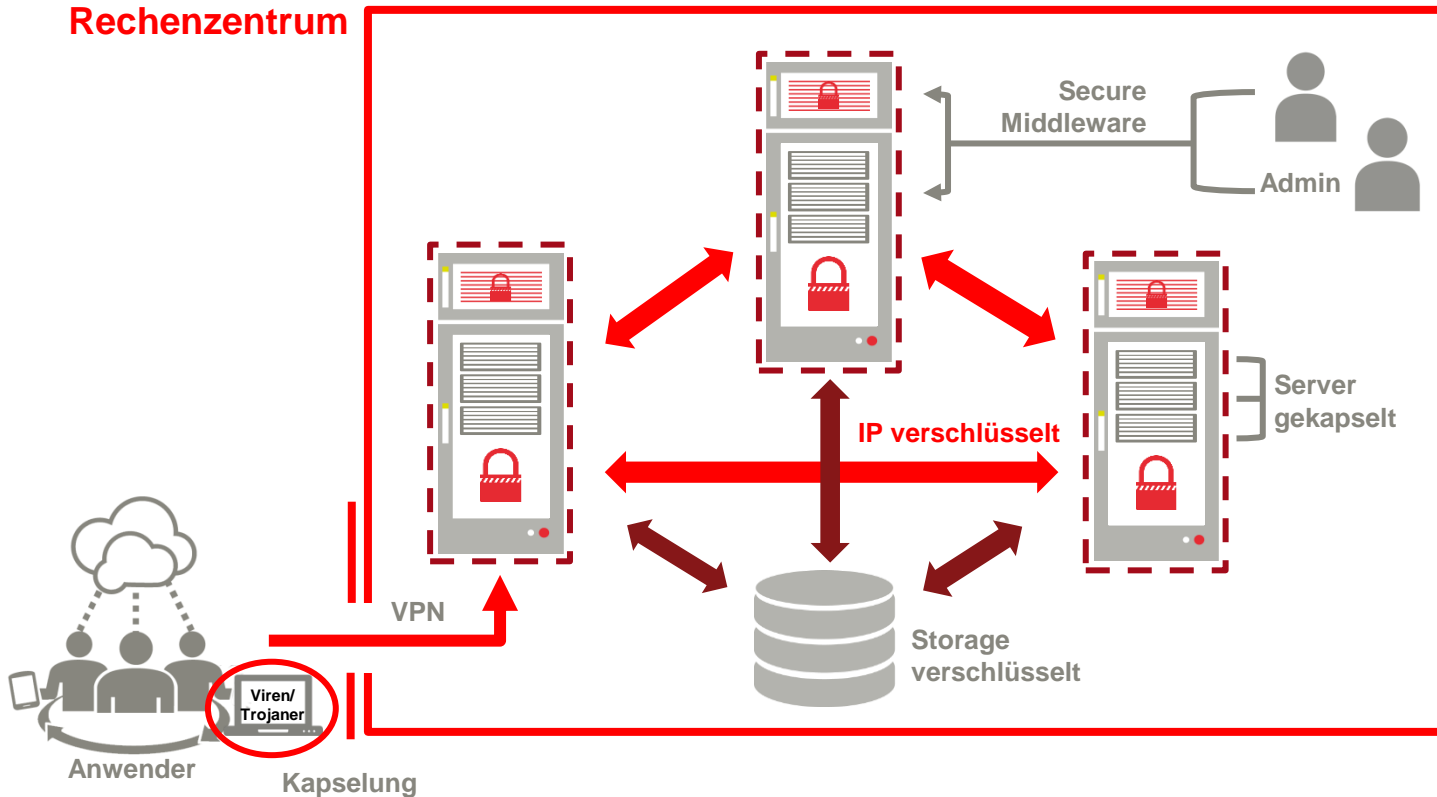 Rechenzentrum
Secure
Middleware
Admin
Server
gekapselt
IP verschlüsselt
VPN
Storage
verschlüsselt
Viren/
Trojaner
Anwender
Kapselung